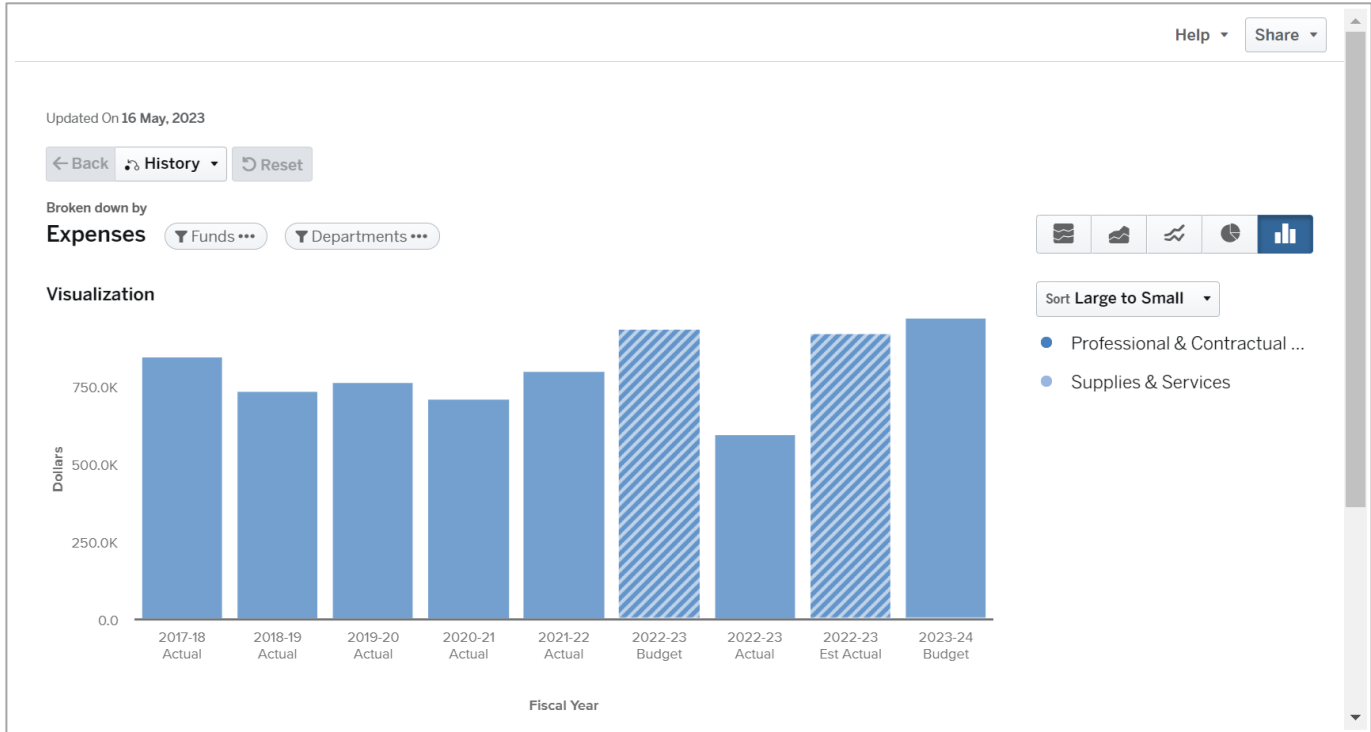 Help Share
Updated On 16 May, 2023
Back History Reset
Broken down by
Expenses Funds ••• Departments •••
Visualization
Sort Large to Small
Professional & Contractual ...
Supplies & Services
Dollars
750.0K
500.0K
250.0K
0.0
2017-18 2018-19 2019-20 2020-21 2021-22 2022-23 2022-23 2022-23 2023-24
Actual Actual Actual Actual Actual Budget Actual Est Actual Budget
Fiscal Year